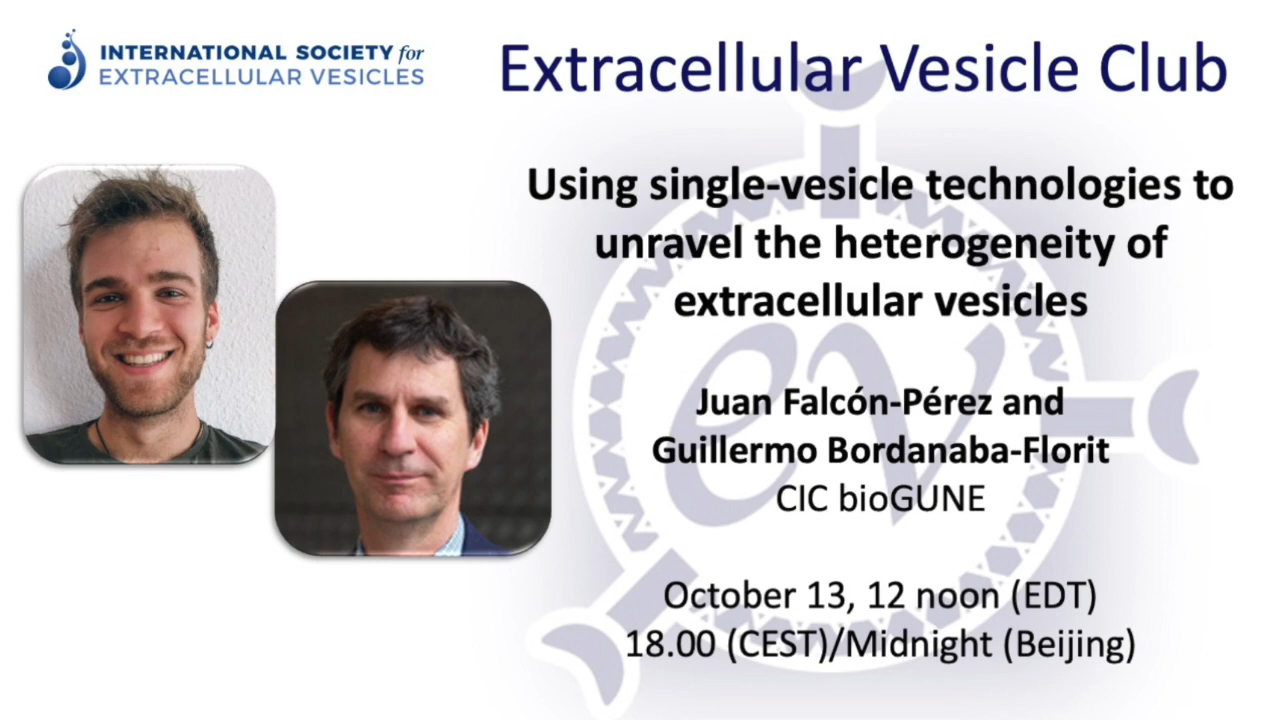 INTERNATIONAL SOCIETY for
EXTRACELLULAR VESICLES
Extracellular Vesicle Club
Using single-vesicle technologies to
unravel the heterogeneity of
extracellular vesicles
Juan Falcón-Pérez and
Guillermo Bordanaba-Florit
CIC bioGUNE
October 13, 12 noon (EDT)
18.00 (CEST)/Midnight (Beijing)
ev